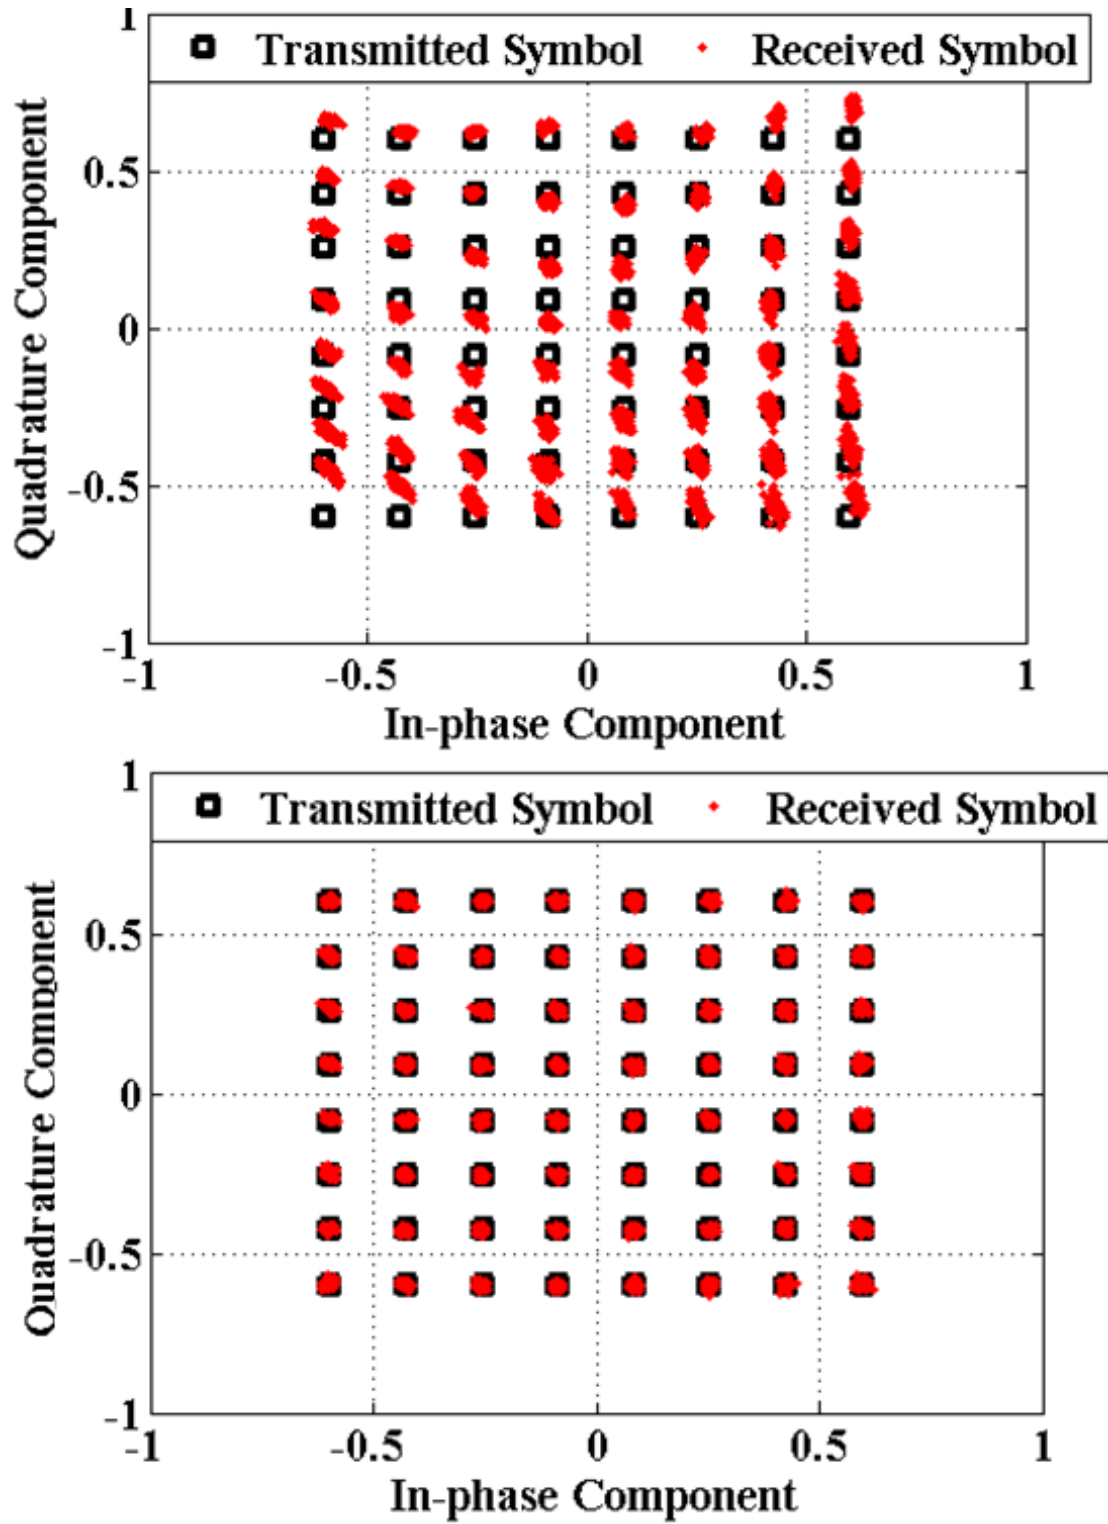 1
Transmitted Symbol Received Symbol
0.5
0
-0.5
-1
Quadrature Component
-1 -0.5 0 0.5 1
In-phase Component
1
Transmitted Symbol Received Symbol
0.5
0
-0.5
-1
Quadrature Component
-1 -0.5 0 0.5 1
In-phase Component